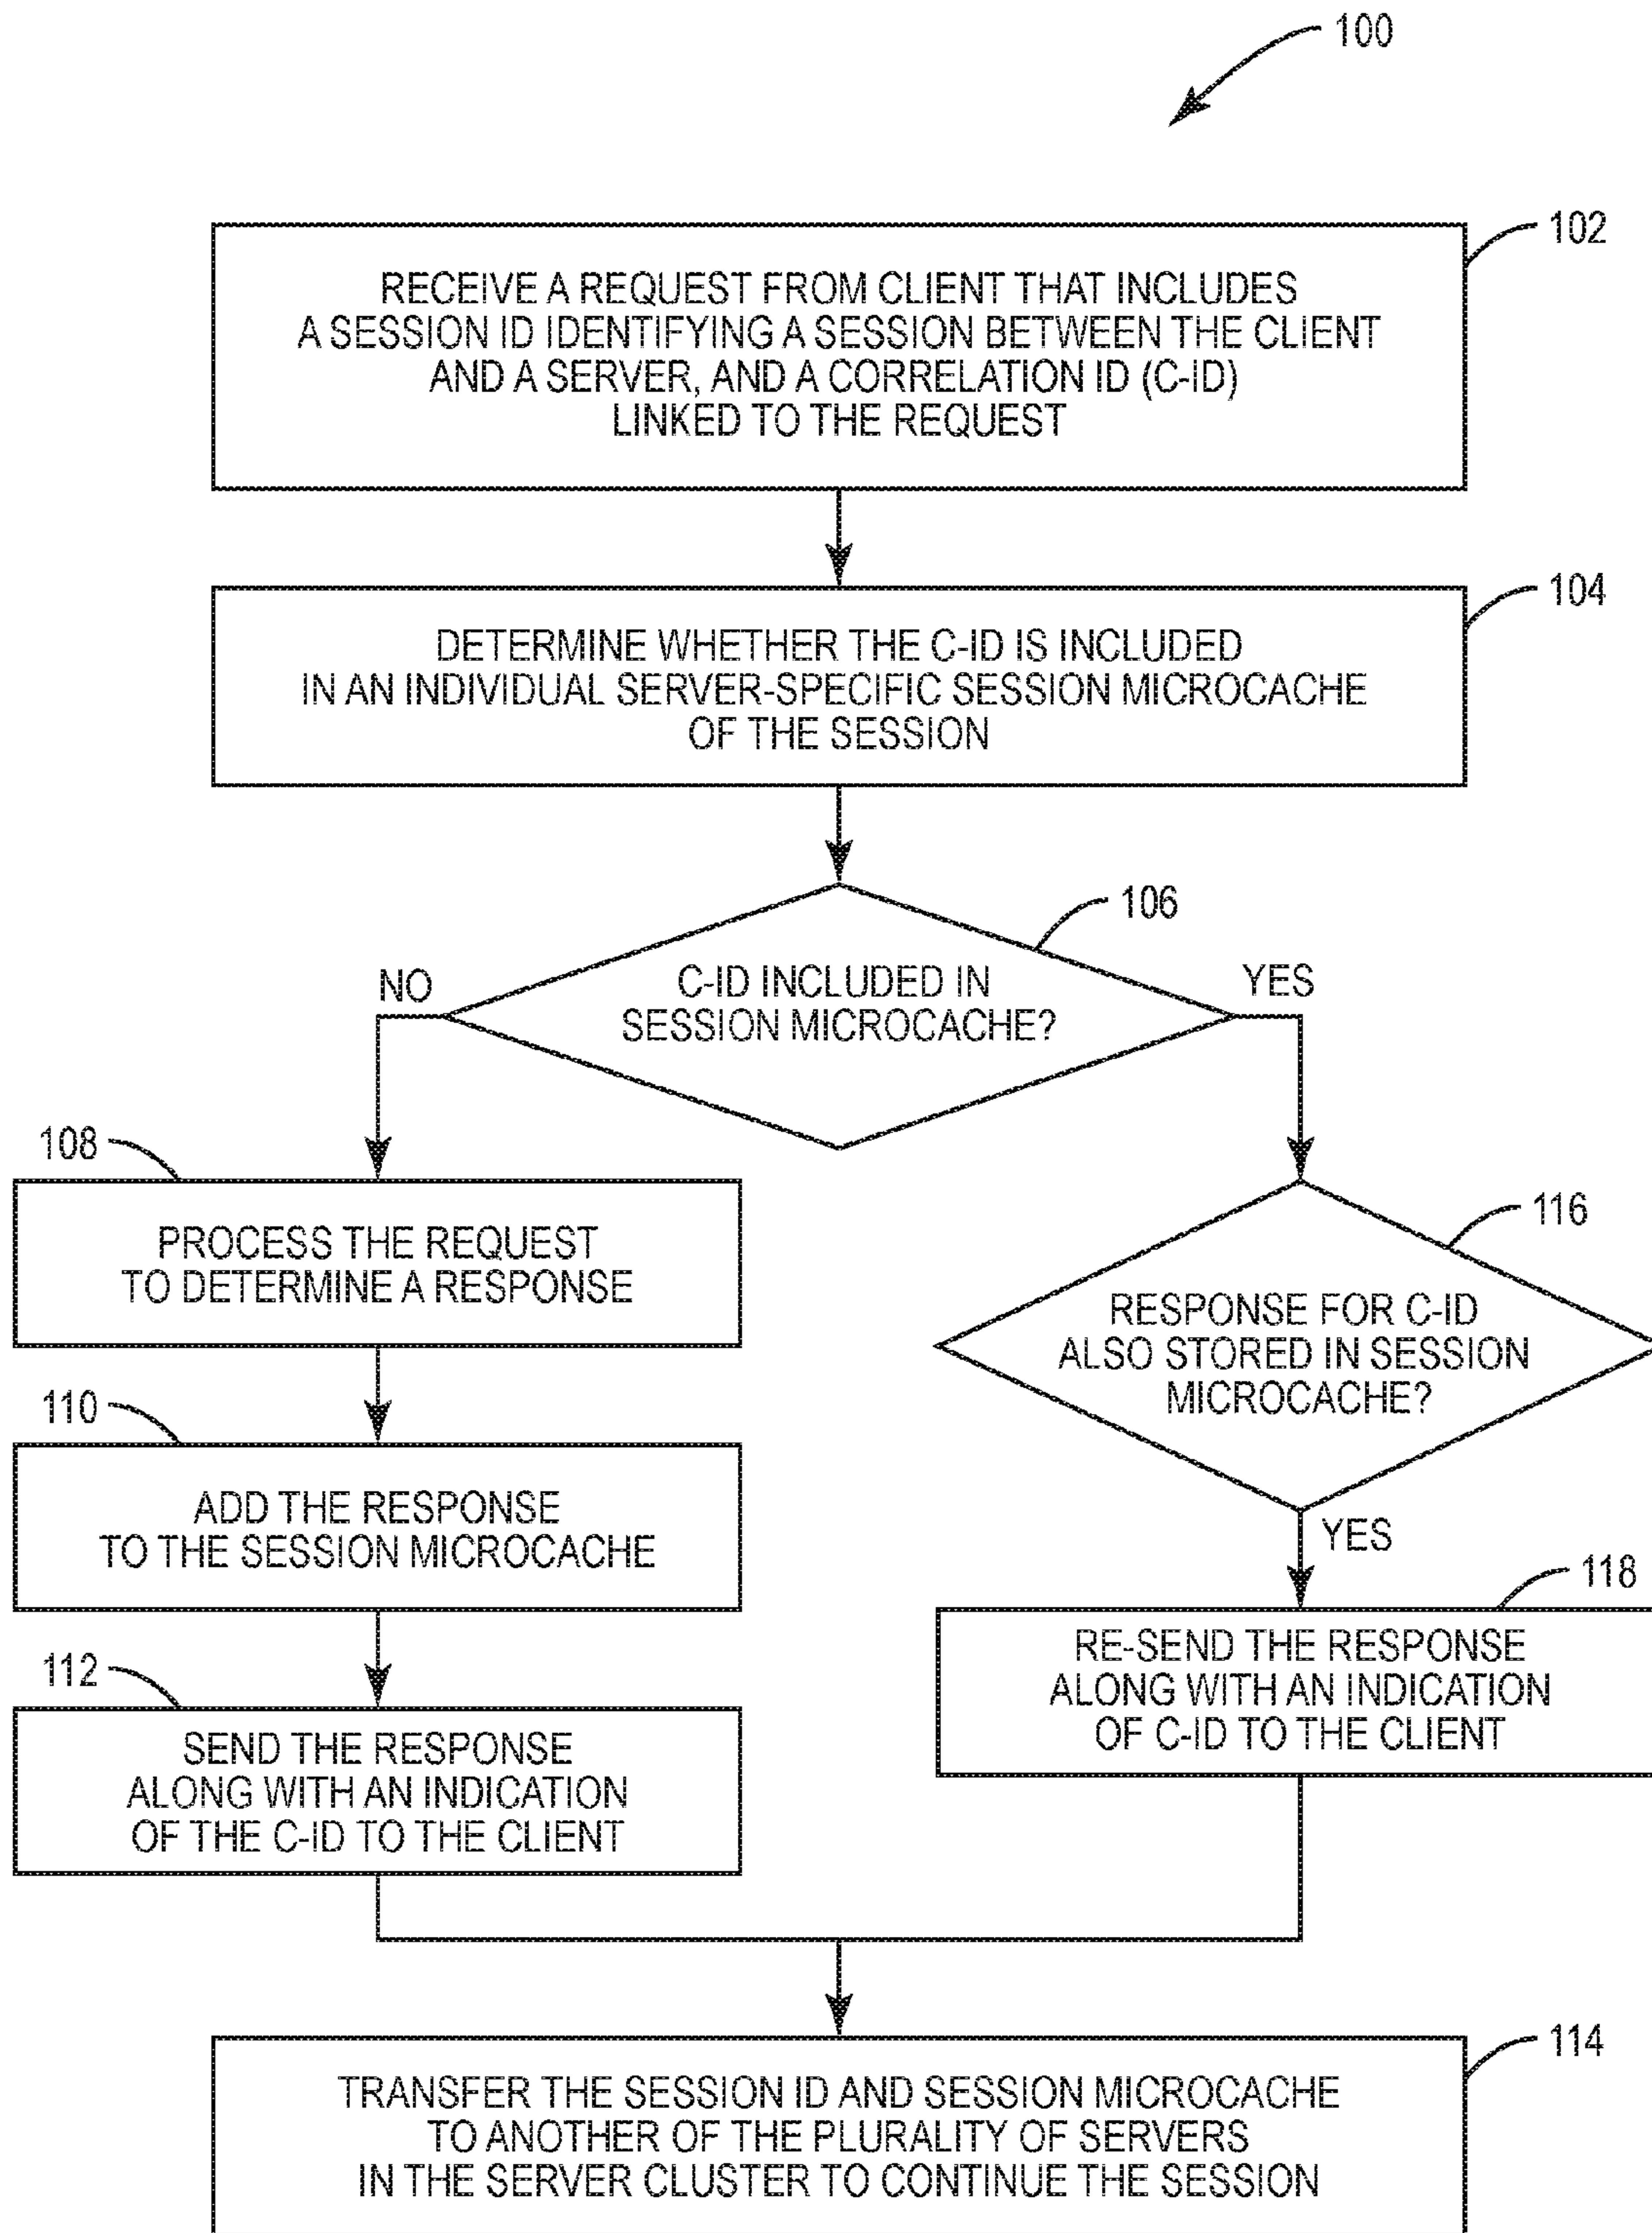 100
102
RECEIVE A REQUEST FROM CLIENT THAT INCLUDES
A SESSION ID IDENTIFYING A SESSION BETWEEN THE CLIENT
AND A SERVER, AND A CORRELATION ID (C-ID)
LINKED TO THE REQUEST
104
DETERMINE WHETHER THE C-ID IS INCLUDED
IN AN INDIVIDUAL SERVER-SPECIFIC SESSION MICROCACHE
OF THE SESSION
106
C-ID INCLUDED IN
SESSION MICROCACHE?
NO
YES
108
PROCESS THE REQUEST
TO DETERMINE A RESPONSE
110
ADD THE RESPONSE
TO THE SESSION MICROCACHE
112
SEND THE RESPONSE
ALONG WITH AN INDICATION
OF THE C-ID TO THE CLIENT
116
RESPONSE FOR C-ID
ALSO STORED IN SESSION
MICROCACHE?
YES
118
RE-SEND THE RESPONSE
ALONG WITH AN INDICATION
OF C-ID TO THE CLIENT
114
TRANSFER THE SESSION ID AND SESSION MICROCACHE
TO ANOTHER OF THE PLURALITY OF SERVERS
IN THE SERVER CLUSTER TO CONTINUE THE SESSION